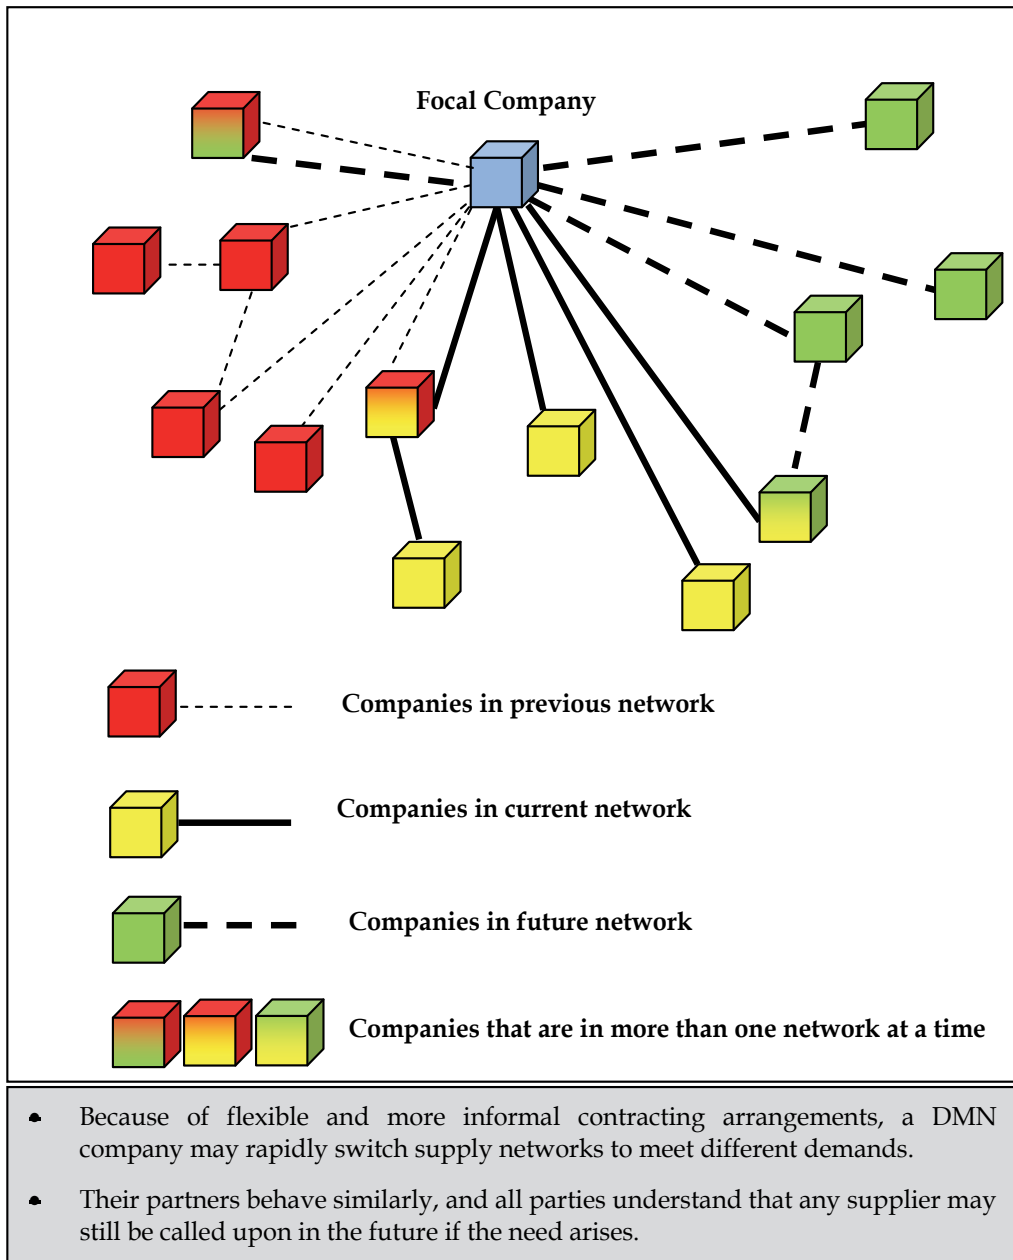 Focal Company
Companies in previous network
Companies in current network
Companies in future network
Companies that are in more than one network at a time
• Because of flexible and more informal contracting arrangements, a DMN
company may rapidly switch supply networks to meet different demands.
• Their partners behave similarly, and all parties understand that any supplier may
still be called upon in the future if the need arises.